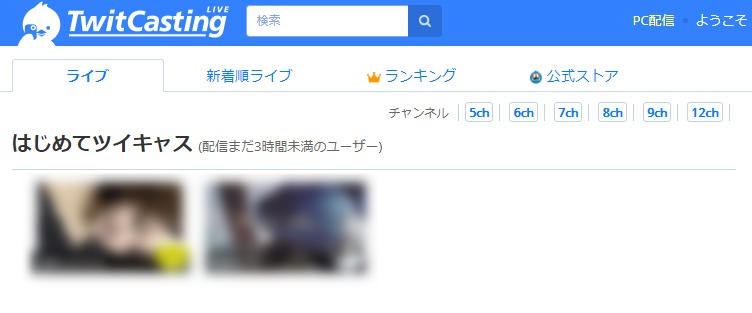 TwitCasting LIVE 検索 PC配信 ようこそ
ライブ 新着順ライブ ランキング 公式ストア
チャンネル 5ch 6ch 7ch 8ch 9ch 12ch
はじめてツイキャス (配信まだ3時間未満のユーザー)